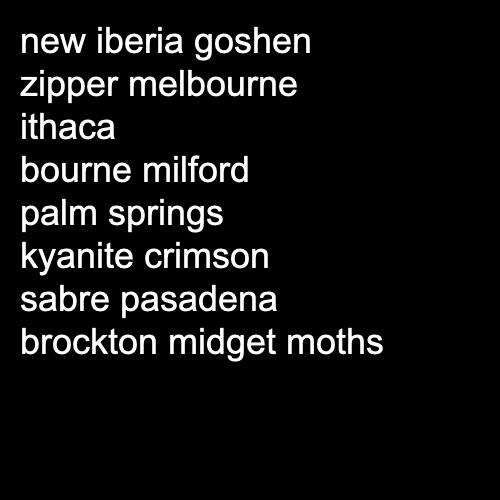 new iberia goshen
zipper melbourne
ithaca
bourne milford
palm springs
kyanite crimson
sabre pasadena
brockton midget moths